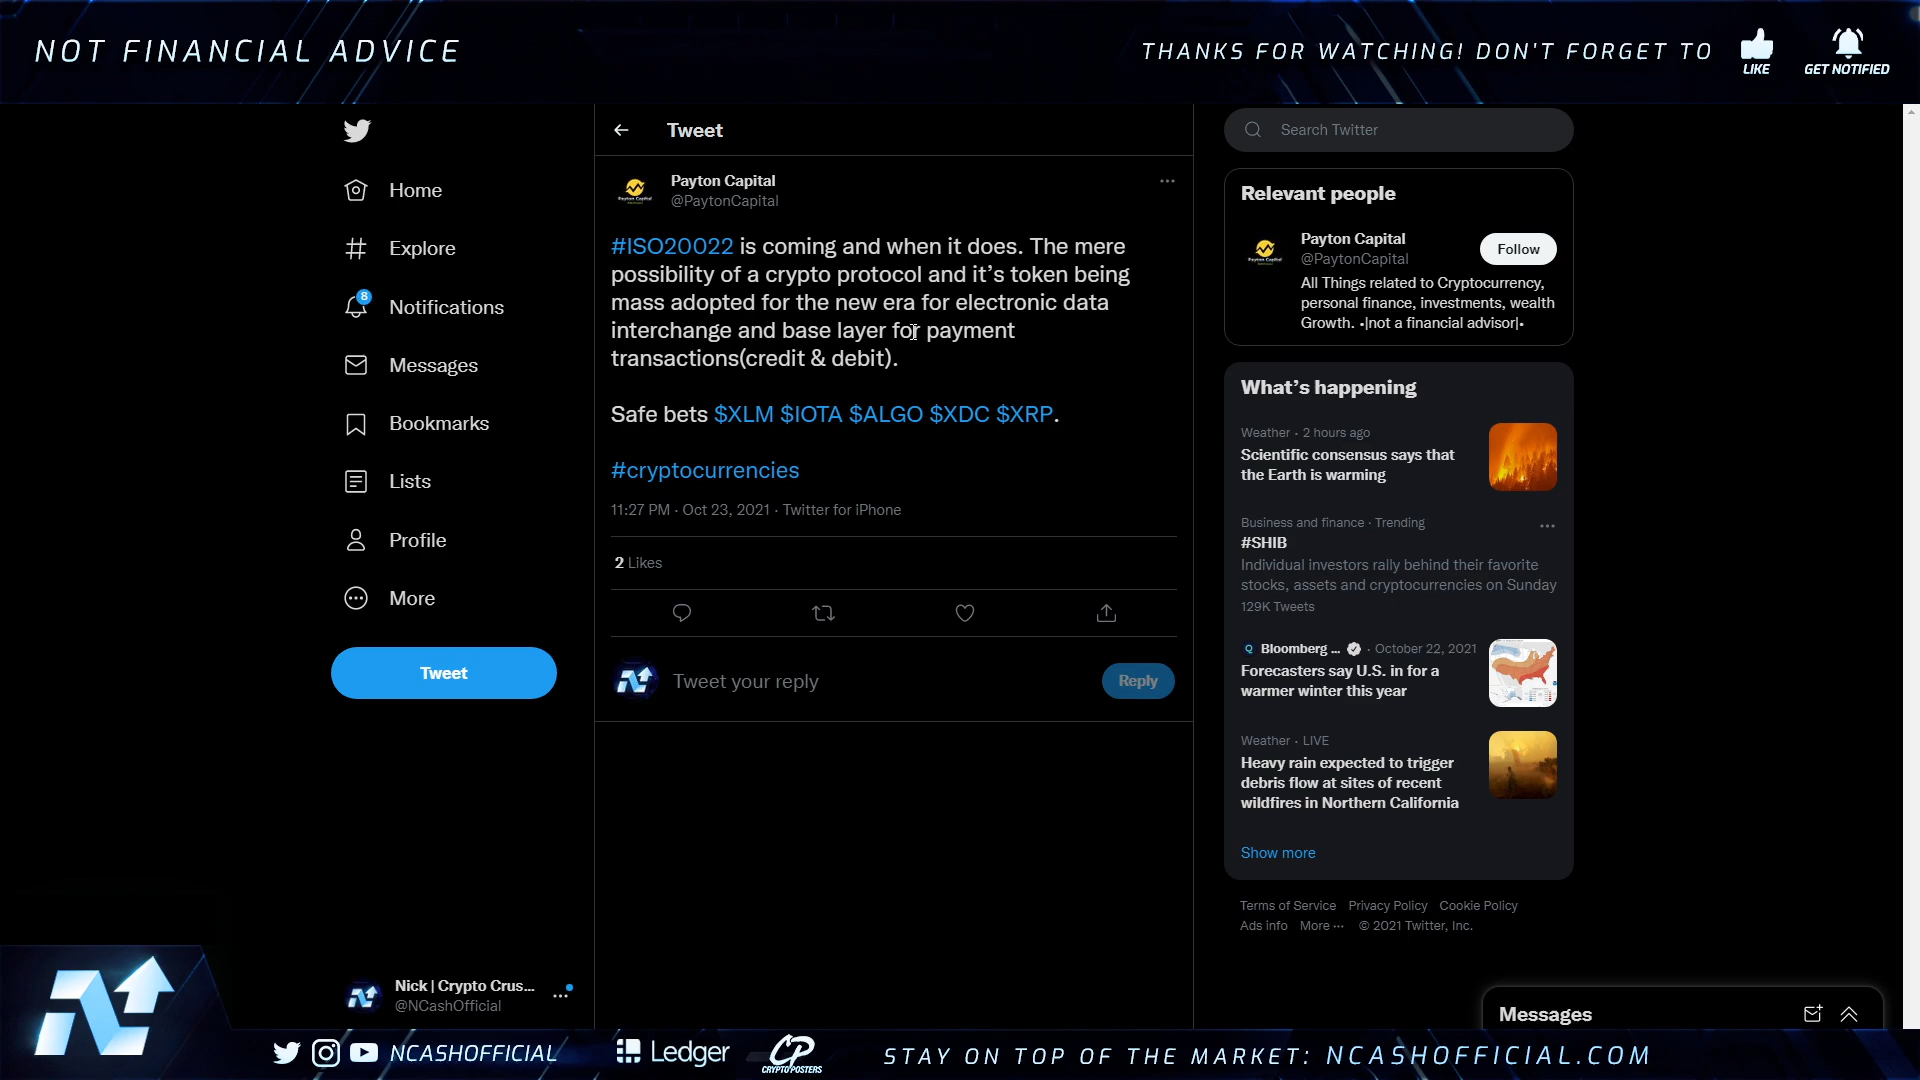 NOT FINANCIAL ADVICE
THANKS FOR WATCHING! DON'T FORGET TO
LIKE
GET NOTIFIED
Home
Explore
8
Notifications
Messages
Bookmarks
Lists
Profile
More
Tweet
Tweet
Payton Capital
@PaytonCapital
#ISO20022 is coming and when it does. The mere
possibility of a crypto protocol and it's token being
mass adopted for the new era for electronic data
interchange and base layer for payment
transactions(credit & debit).
Safe bets $XLM $IOTA $ALGO $XDC $XRP.
#cryptocurrencies
11:27 PM · Oct 23, 2021 · Twitter for iPhone
2 Likes
Tweet your reply
Reply
Search Twitter
Relevant people
Payton Capital
@PaytonCapital
Follow
All Things related to Cryptocurrency,
personal finance, investments, wealth
Growth. •|not a financial advisor|•
What's happening
Weather · 2 hours ago
Scientific consensus says that
the Earth is warming
Business and finance · Trending
#SHIB
Individual investors rally behind their favorite
stocks, assets and cryptocurrencies on Sunday
129K Tweets
Bloomberg ... · October 22, 2021
Forecasters say U.S. in for a
warmer winter this year
Weather · LIVE
Heavy rain expected to trigger
debris flow at sites of recent
wildfires in Northern California
Show more
Terms of Service Privacy Policy Cookie Policy
Ads info More ··· © 2021 Twitter, Inc.
Nick | Crypto Crus...
@NCashOfficial
Messages
NCASHOFFICIAL
Ledger
CP
CRYPTOPOSTERS
STAY ON TOP OF THE MARKET: NCASHOFFICIAL.COM